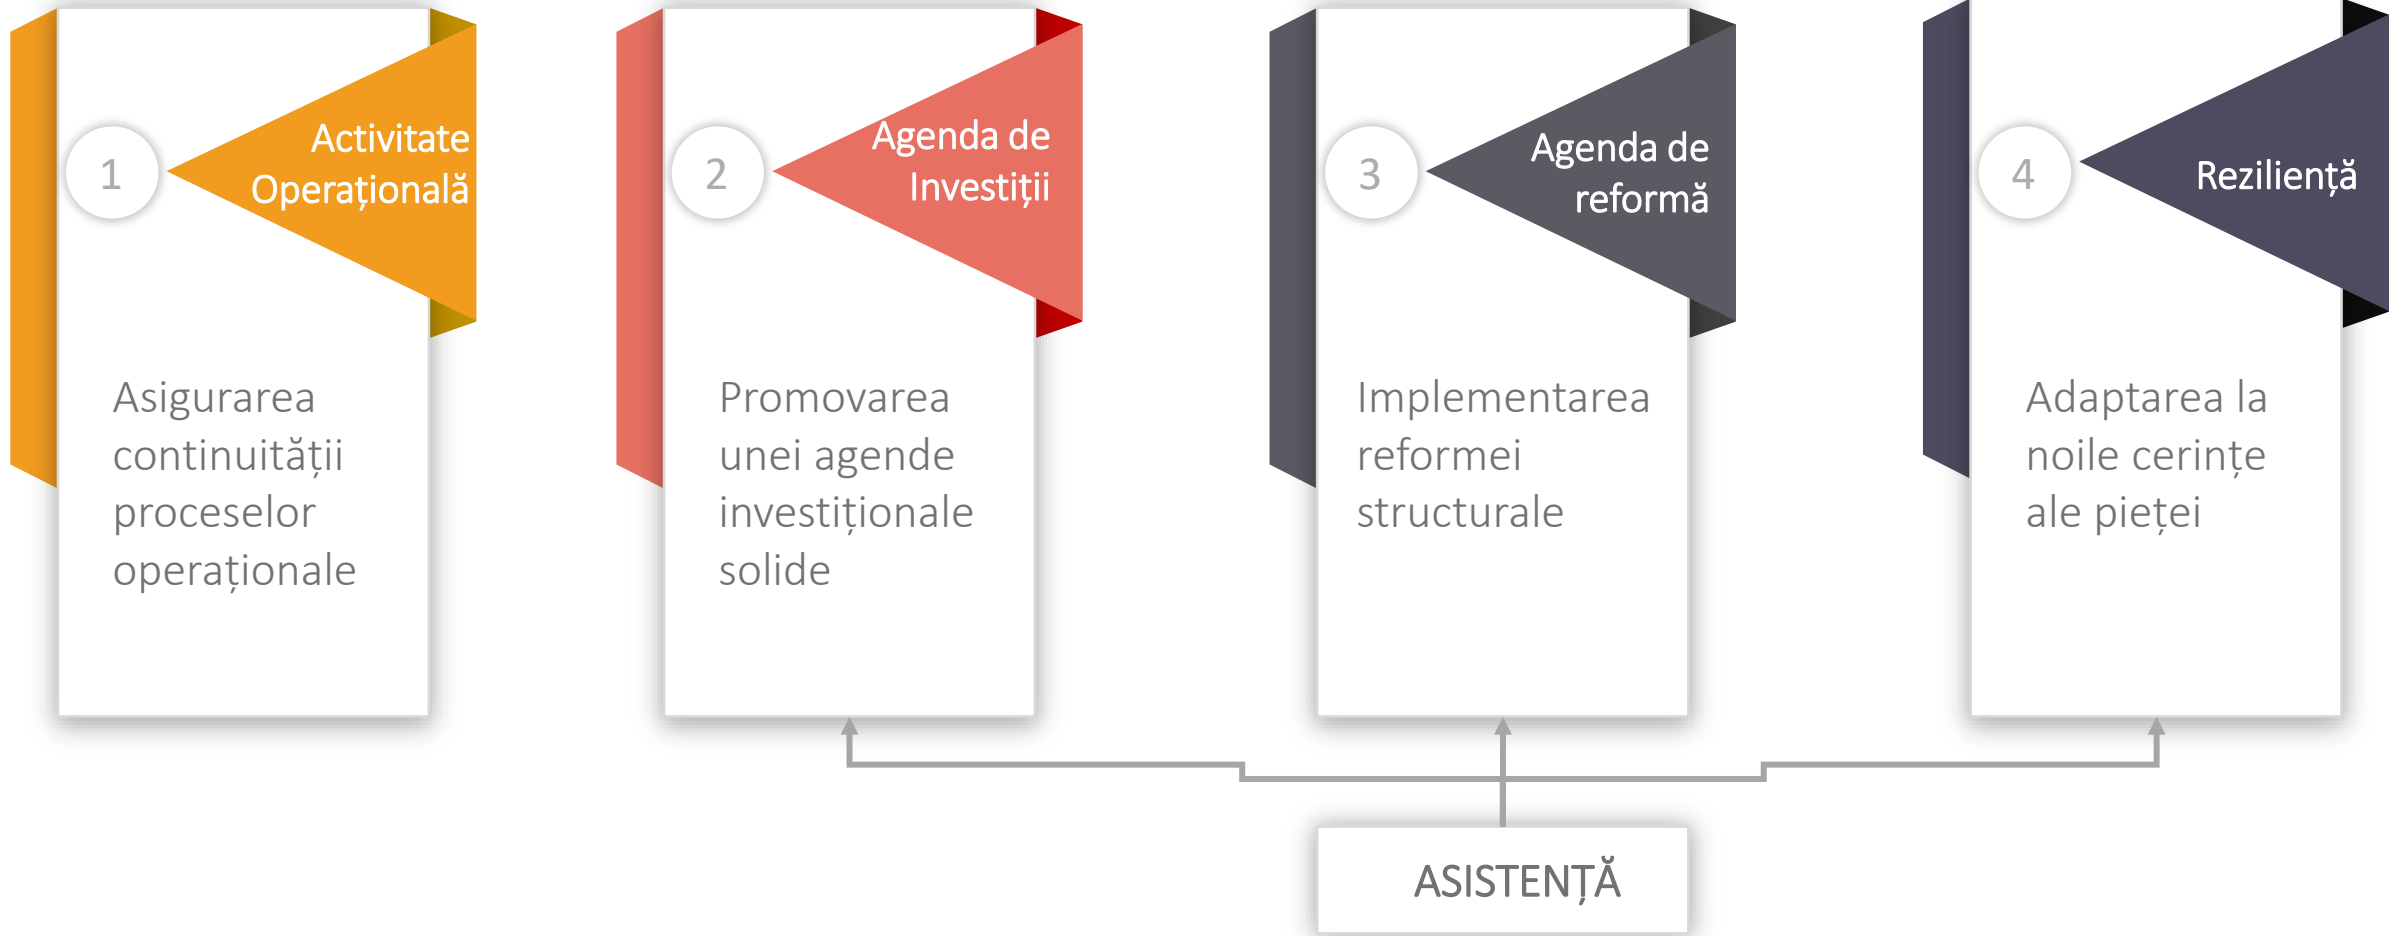 1
Activitate
Operațională
Asigurarea
continuității
proceselor
operaționale
2
Agenda de
Investiții
Promovarea
unei agende
investiționale
solide
3
Agenda de
reformă
Implementarea
reformei
structurale
4
Reziliență
Adaptarea la
noile cerințe
ale pieței
ASISTENȚĂ